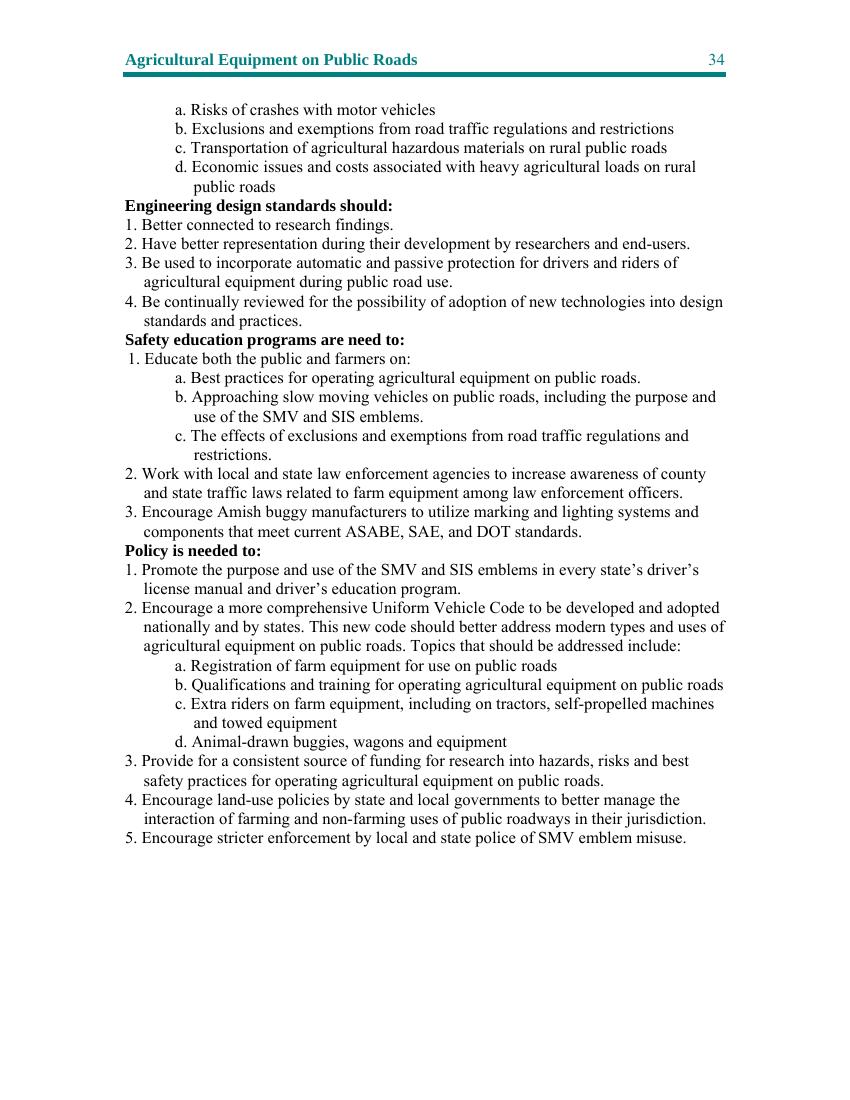 Agricultural Equipment on Public Roads 34
a. Risks of crashes with motor vehicles
b. Exclusions and exemptions from road traffic regulations and restrictions
c. Transportation of agricultural hazardous materials on rural public roads
d. Economic issues and costs associated with heavy agricultural loads on rural
public roads
Engineering design standards should:
1. Better connected to research findings.
2. Have better representation during their development by researchers and end-users.
3. Be used to incorporate automatic and passive protection for drivers and riders of
agricultural equipment during public road use.
4. Be continually reviewed for the possibility of adoption of new technologies into design
standards and practices.
Safety education programs are need to:
1. Educate both the public and farmers on:
a. Best practices for operating agricultural equipment on public roads.
b. Approaching slow moving vehicles on public roads, including the purpose and
use of the SMV and SIS emblems.
c. The effects of exclusions and exemptions from road traffic regulations and
restrictions.
2. Work with local and state law enforcement agencies to increase awareness of county
and state traffic laws related to farm equipment among law enforcement officers.
3. Encourage Amish buggy manufacturers to utilize marking and lighting systems and
components that meet current ASABE, SAE, and DOT standards.
Policy is needed to:
1. Promote the purpose and use of the SMV and SIS emblems in every state’s driver’s
license manual and driver’s education program.
2. Encourage a more comprehensive Uniform Vehicle Code to be developed and adopted
nationally and by states. This new code should better address modern types and uses of
agricultural equipment on public roads. Topics that should be addressed include:
a. Registration of farm equipment for use on public roads
b. Qualifications and training for operating agricultural equipment on public roads
c. Extra riders on farm equipment, including on tractors, self-propelled machines
and towed equipment
d. Animal-drawn buggies, wagons and equipment
3. Provide for a consistent source of funding for research into hazards, risks and best
safety practices for operating agricultural equipment on public roads.
4. Encourage land-use policies by state and local governments to better manage the
interaction of farming and non-farming uses of public roadways in their jurisdiction.
5. Encourage stricter enforcement by local and state police of SMV emblem misuse.